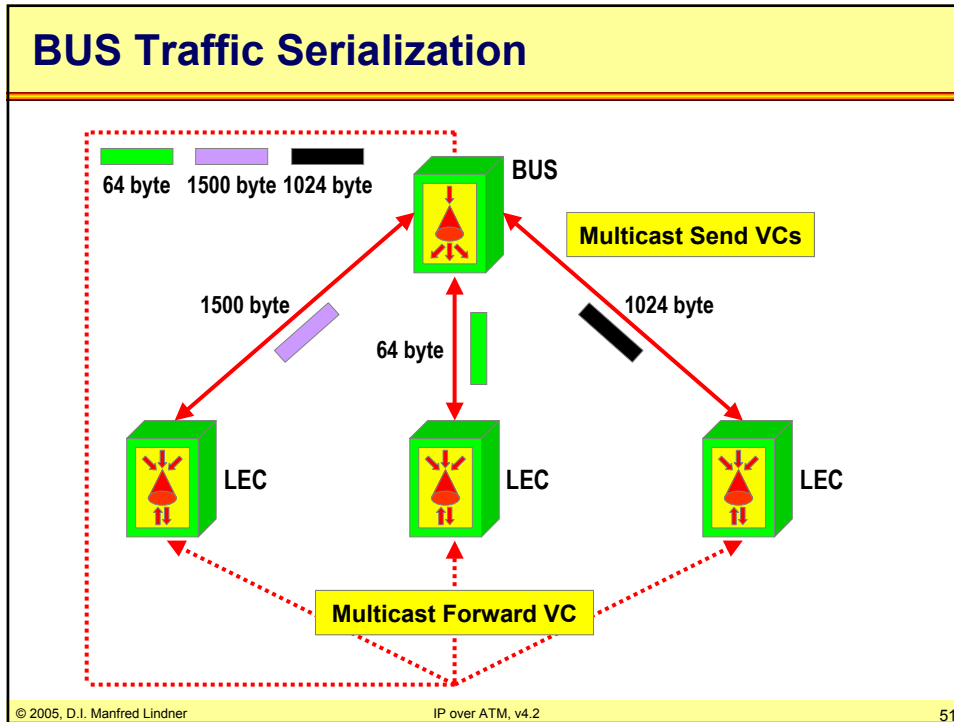 BUS Traffic Serialization
64 byte 1500 byte 1024 byte
BUS
Multicast Send VCs
1500 byte
1024 byte
64 byte
LEC
LEC
LEC
Multicast Forward VC
© 2005, D.I. Manfred Lindner
IP over ATM, v4.2
51